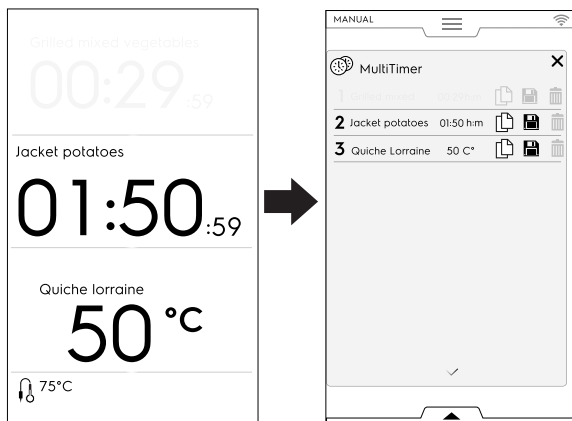 Grilled mixed vegetables
00:29:59
Jacket potatoes
01:50:59
Quiche lorraine
50 °C
75°C
MANUAL
MultiTimer
1 Grilled mixed
2 Jacket potatoes 01:50 h:m
3 Quiche Lorraine 50 C°